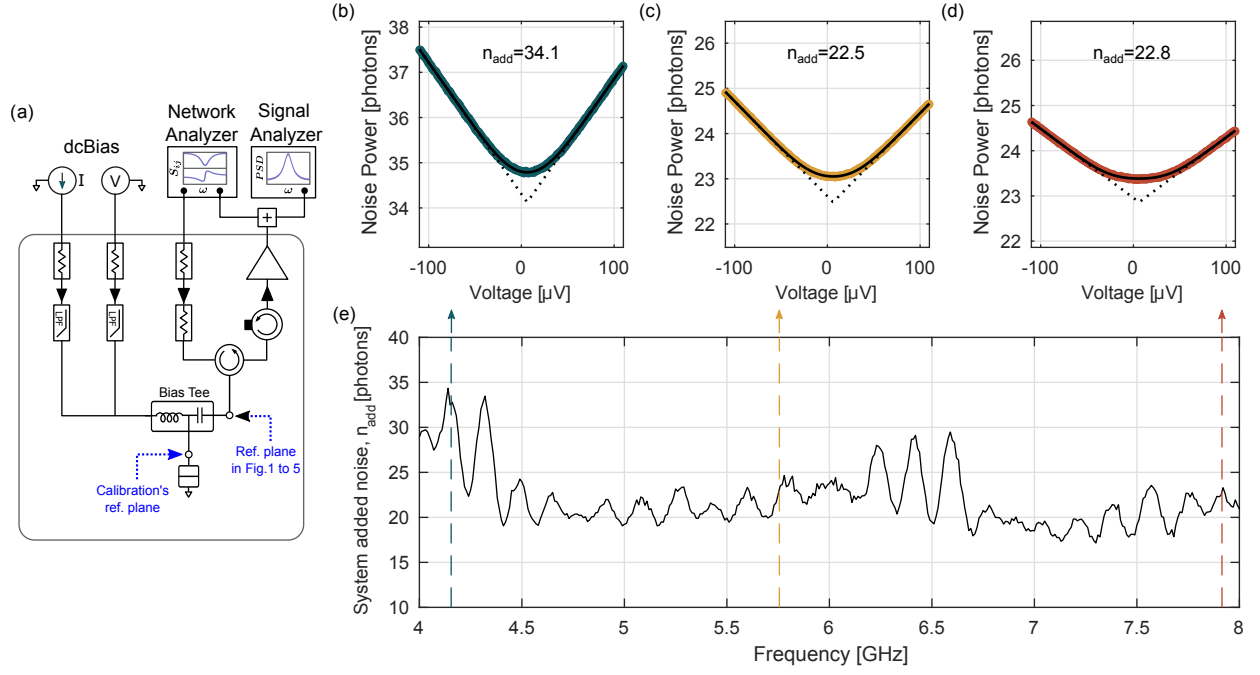 (a)
dcBias
Network
Analyzer
Signal
Analyzer
I
V
S_ij
ω
PSD
ω
+
LPF
LPF
Bias Tee
Calibration's
ref. plane
Ref. plane
in Fig.1 to 5
(b)
n_add=34.1
Noise Power [photons]
38
37
36
35
34
-100
0
100
Voltage [µV]
(c)
n_add=22.5
Noise Power [photons]
26
25
24
23
22
-100
0
100
Voltage [µV]
(d)
n_add=22.8
Noise Power [photons]
26
25
24
23
22
-100
0
100
Voltage [µV]
(e)
System added noise, n_add [photons]
40
35
30
25
20
15
10
4
4.5
5
5.5
6
6.5
7
7.5
8
Frequency [GHz]